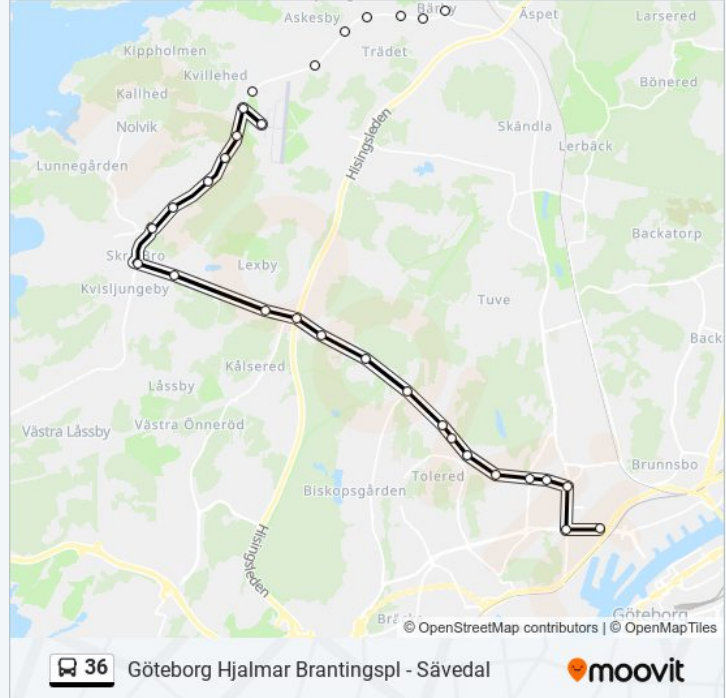 Askesby
Bärby
Äspet
Larsered
Kippholmen
Trädet
Kvillehed
Bönered
Kallhed
Nolvik
Hisingsleden
Skändla
Lerbäck
Lunnegården
Backatorp
Skra Bro
Lexby
Kvisljungeby
Tuve
Back
Kålsered
Låssby
Västra Låssby
Västra Önneröd
Brunnsbo
Tolered
Biskopsgården
Hisingsleden
Göteborg
© OpenStreetMap contributors | © OpenMapTiles
36
Göteborg Hjalmar Brantingspl - Sävedal
moovit